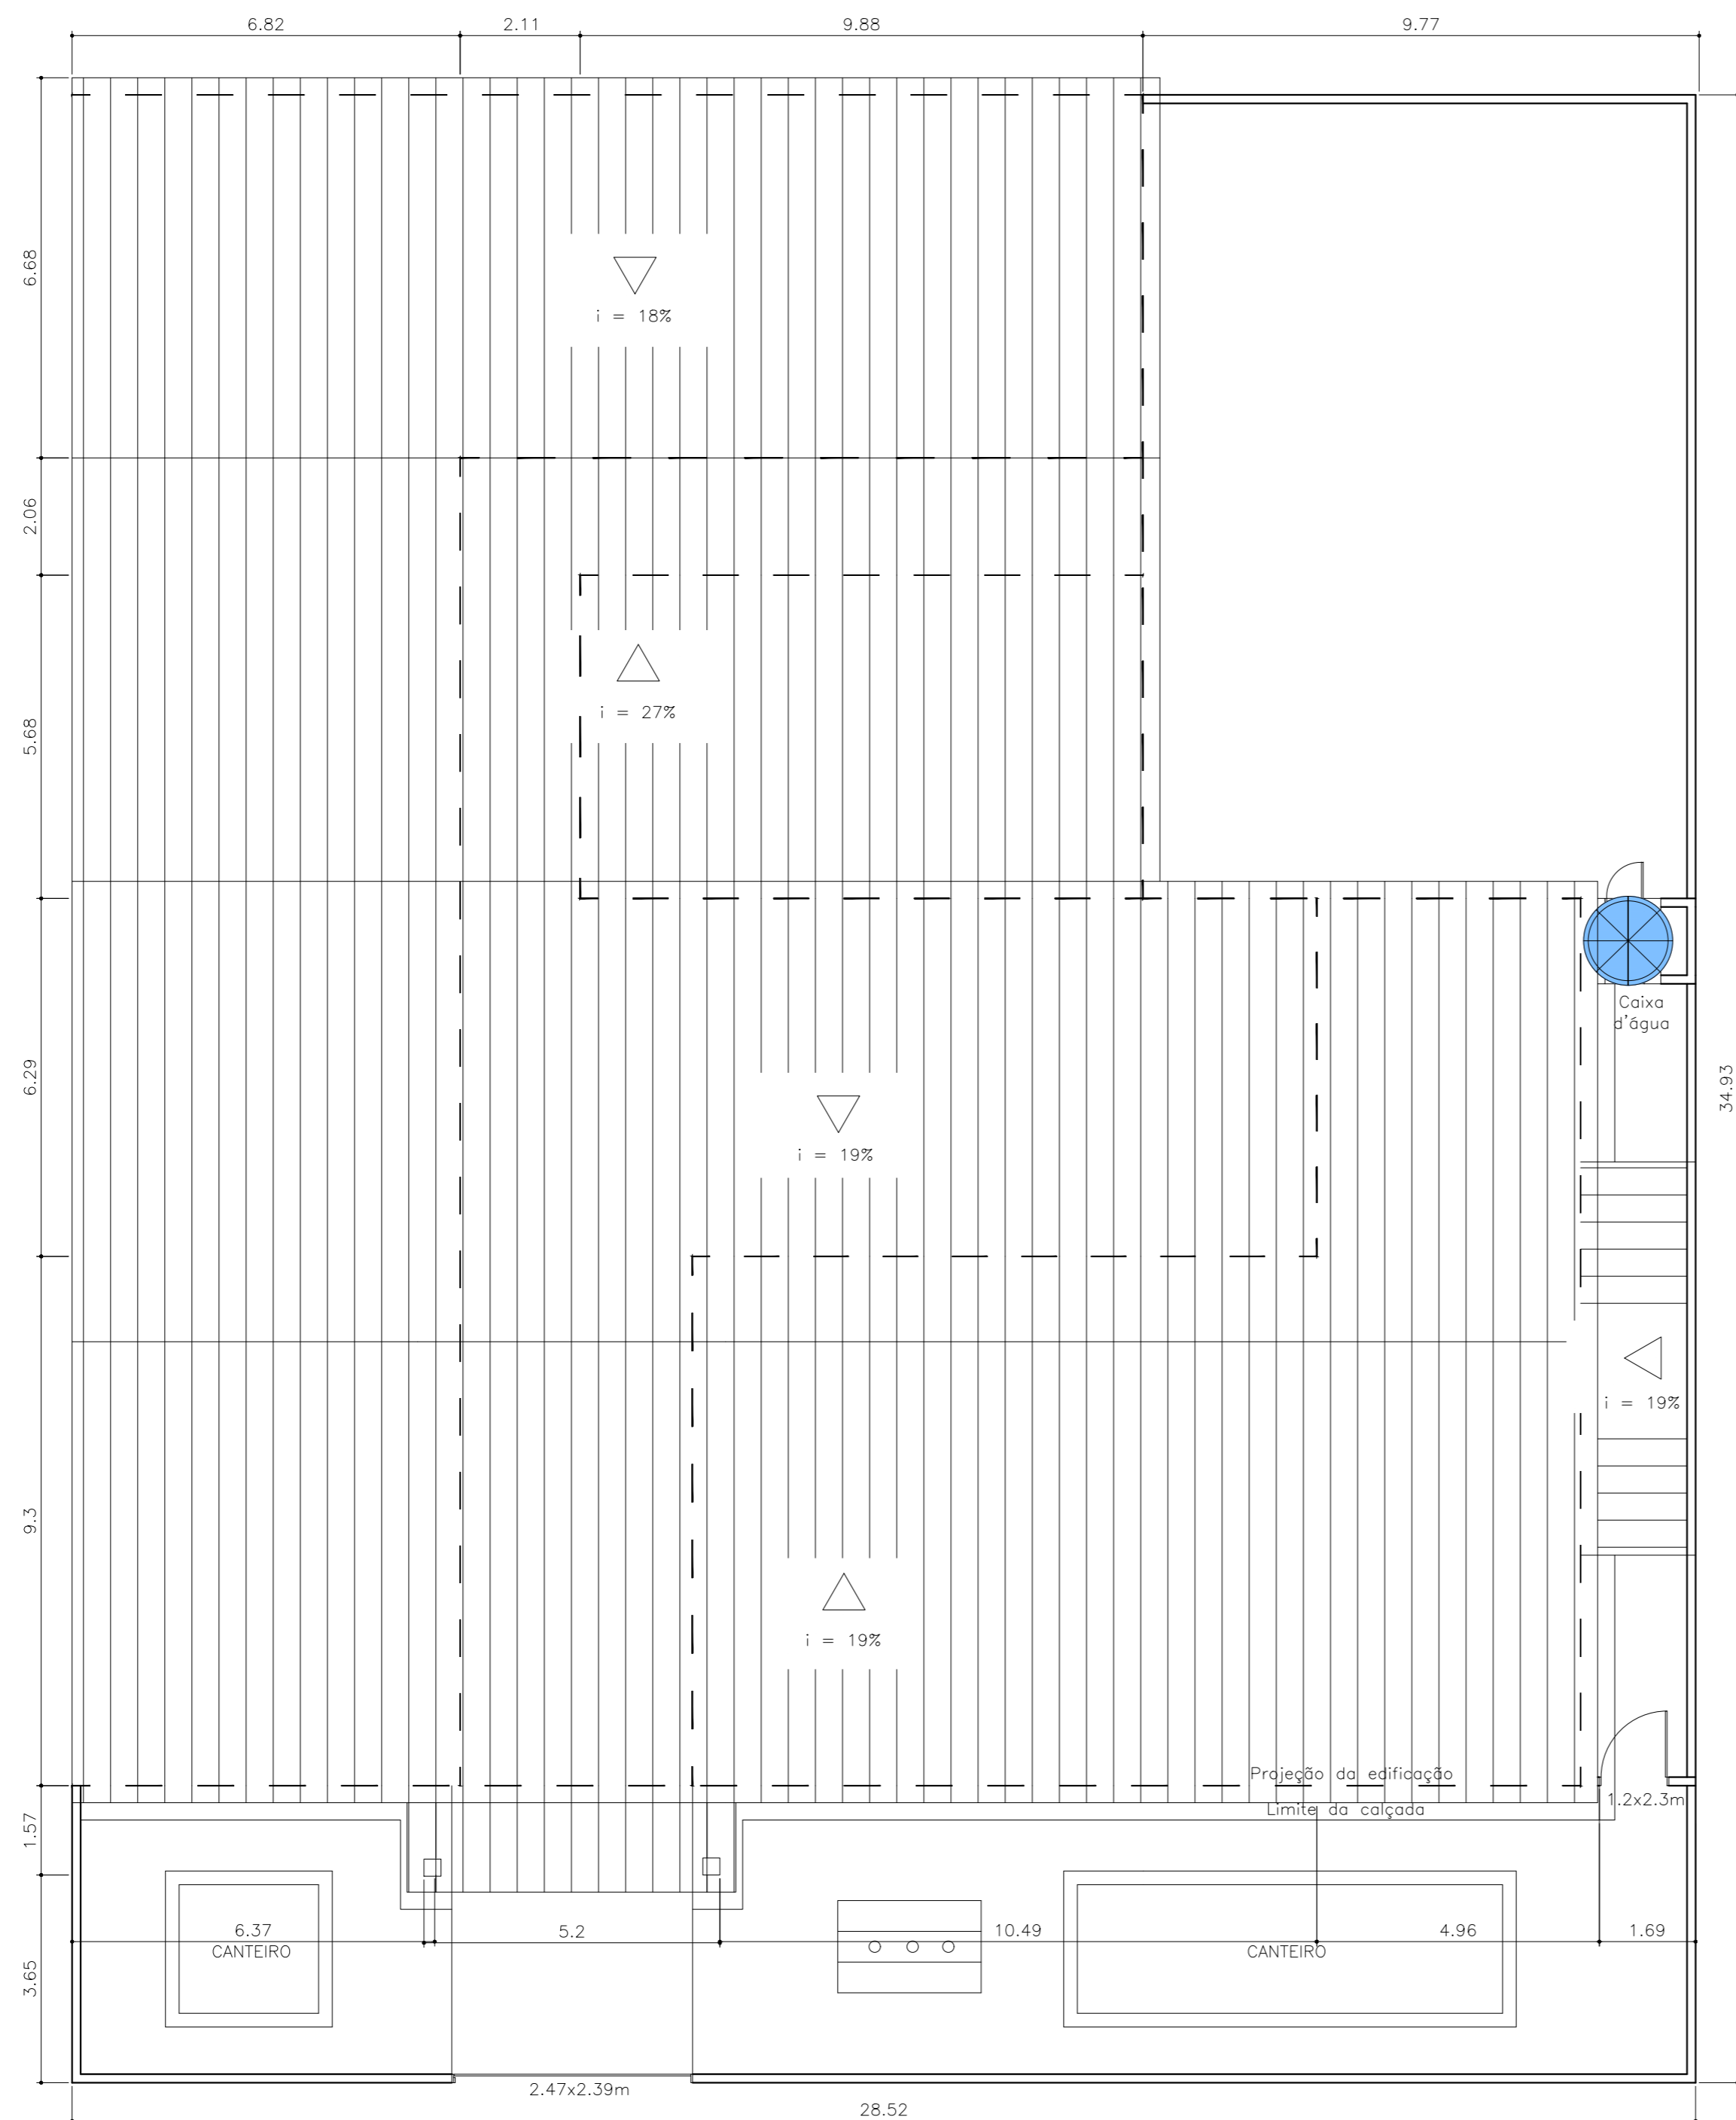 6.82
2.11
9.88
9.77
6.68
i = 18%
2.06
i = 27%
5.68
Caixa
d'água
6.29
34.93
i = 19%
i = 19%
9.3
i = 19%
Projeção da edificação
Limite da calçada
1.2x2.3m
1.57
6.37
5.2
10.49
4.96
1.69
CANTEIRO
CANTEIRO
3.65
2.47x2.39m
28.52